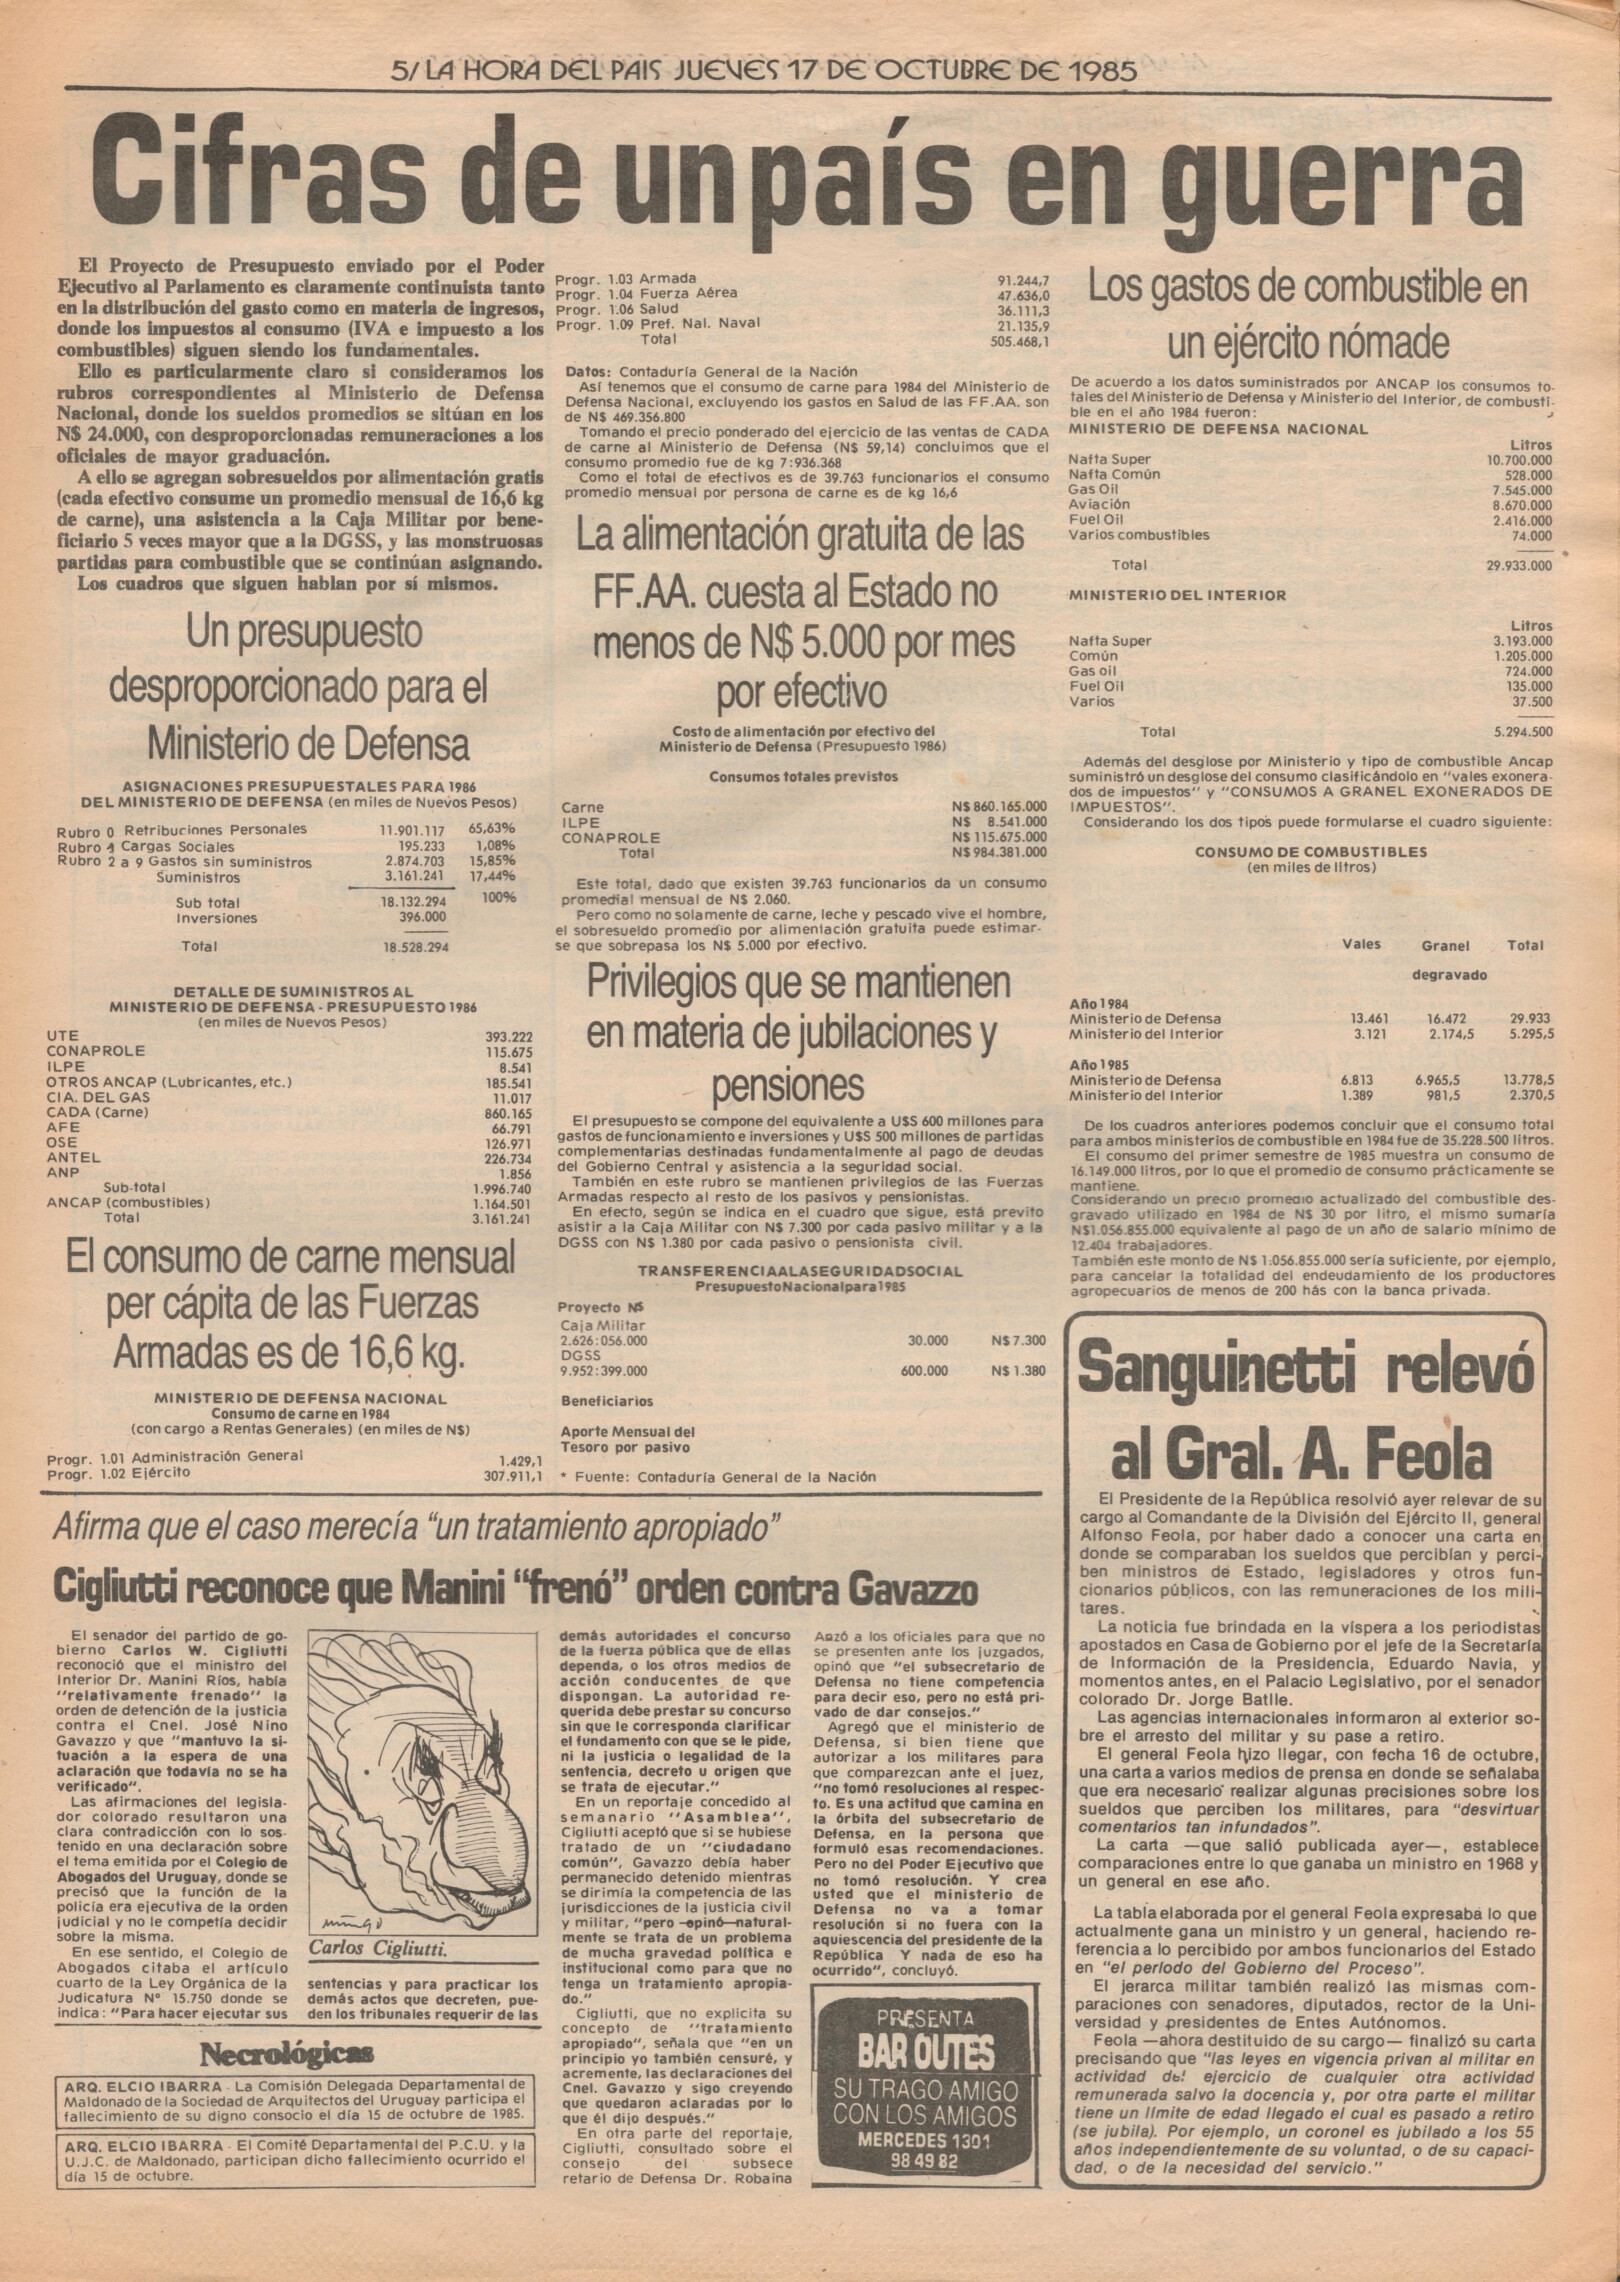 5/ LA HORA DEL PAIS JUEVES 17 DE OCTUBRE DE 1985
Cifras de un país en guerra
El Proyecto de Presupuesto enviado por el Poder
Ejecutivo al Parlamento es claramente continuista tanto
en la distribución del gasto como en materia de ingresos,
donde los impuestos al consumo (IVA e impuesto a los
combustibles) siguen siendo los fundamentales.
Ello es particularmente claro si consideramos los
rubros correspondientes al Ministerio de Defensa
Nacional, donde los sueldos promedios se sitúan en los
N$ 24.000, con desproporcionadas remuneraciones a los
oficiales de mayor graduación.
A ello se agregan sobresueldos por alimentación gratis
(cada efectivo consume un promedio mensual de 16,6 kg
de carne), una asistencia a la Caja Militar por bene-
ficiario 5 veces mayor que a la DGSS, y las monstruosas
partidas para combustible que se continúan asignando.
Los cuadros que siguen hablan por sí mismos.
Un presupuesto
desproporcionado para el
Ministerio de Defensa
ASIGNACIONES PRESUPUESTALES PARA 1986
DEL MINISTERIO DE DEFENSA (en miles de Nuevos Pesos)
Rubro 0 Retribuciones Personales 11.901.117 65,63%
Rubro 1 Cargas Sociales 195.233 1,08%
Rubro 2 a 9 Gastos sin suministros 2.874.703 15,85%
Suministros 3.161.241 17,44%
Sub total 18.132.294 100%
Inversiones 396.000
Total 18.528.294
DETALLE DE SUMINISTROS AL
MINISTERIO DE DEFENSA - PRESUPUESTO 1986
(en miles de Nuevos Pesos)
UTE 393.222
CONAPROLE 115.675
ILPE 8.541
OTROS ANCAP (Lubricantes, etc.) 185.541
CIA. DEL GAS 11.017
CADA (Carne) 860.165
AFE 66.791
OSE 126.971
ANTEL 226.734
ANP 1.856
Sub-total 1.996.740
ANCAP (combustibles) 1.164.501
Total 3.161.241
El consumo de carne mensual
per cápita de las Fuerzas
Armadas es de 16,6 kg.
MINISTERIO DE DEFENSA NACIONAL
Consumo de carne en 1984
(con cargo a Rentas Generales) (en miles de N$)
Progr. 1.01 Administración General 1.429,1
Progr. 1.02 Ejército 307.911,1
Progr. 1.03 Armada 91.244,7
Progr. 1.04 Fuerza Aérea 47.636,0
Progr. 1.06 Salud 36.111,3
Progr. 1.09 Pref. Nal. Naval 21.135,9
Total 505.468,1
Datos: Contaduría General de la Nación
Así tenemos que el consumo de carne para 1984 del Ministerio de
Defensa Nacional, excluyendo los gastos en Salud de las FF.AA. son
de N$ 469.356.800
Tomando el precio ponderado del ejercicio de las ventas de CADA
de carne al Ministerio de Defensa (N$ 59,14) concluimos que el
consumo promedio fue de kg 7:936.368
Como el total de efectivos es de 39.763 funcionarios el consumo
promedio mensual por persona de carne es de kg 16,6
La alimentación gratuita de las
FF.AA. cuesta al Estado no
menos de N$ 5.000 por mes
por efectivo
Costo de alimentación por efectivo del
Ministerio de Defensa (Presupuesto 1986)
Consumos totales previstos
Carne N$ 860.165.000
ILPE N$ 8.541.000
CONAPROLE N$ 115.675.000
Total N$ 984.381.000
Este total, dado que existen 39.763 funcionarios da un consumo
promedial mensual de N$ 2.060.
Pero como no solamente de carne, leche y pescado vive el hombre,
el sobresueldo promedio por alimentación gratuita puede estimar-
se que sobrepasa los N$ 5.000 por efectivo.
Privilegios que se mantienen
en materia de jubilaciones y
pensiones
El presupuesto se compone del equivalente a U$S 600 millones para
gastos de funcionamiento e inversiones y U$S 500 millones de partidas
complementarias destinadas fundamentalmente al pago de deudas
del Gobierno Central y asistencia a la seguridad social.
También en este rubro se mantienen privilegios de las Fuerzas
Armadas respecto al resto de los pasivos y pensionistas.
En efecto, según se indica en el cuadro que sigue, está previto
asistir a la Caja Militar con N$ 7.300 por cada pasivo militar y a la
DGSS con N$ 1.380 por cada pasivo o pensionista civil.
TRANSFERENCIAALASEGURIDADSOCIAL
PresupuestoNacionalpara1985
Proyecto N$
Caja Militar
2.626:056.000 30.000 N$ 7.300
DGSS
9.952:399.000 600.000 N$ 1.380
Beneficiarios
Aporte Mensual del
Tesoro por pasivo
* Fuente: Contaduría General de la Nación
Los gastos de combustible en
un ejército nómade
De acuerdo a los datos suministrados por ANCAP los consumos to-
tales del Ministerio de Defensa y Ministerio del Interior, de combusti-
ble en el año 1984 fueron:
MINISTERIO DE DEFENSA NACIONAL
Litros
Nafta Super 10.700.000
Nafta Común 528.000
Gas Oil 7.545.000
Aviación 8.670.000
Fuel Oil 2.416.000
Varios combustibles 74.000
Total 29.933.000
MINISTERIO DEL INTERIOR
Litros
Nafta Super 3.193.000
Común 1.205.000
Gas oil 724.000
Fuel Oil 135.000
Varios 37.500
Total 5.294.500
Además del desglose por Ministerio y tipo de combustible Ancap
suministró un desglose del consumo clasificándolo en "vales exonera-
dos de impuestos" y "CONSUMOS A GRANEL EXONERADOS DE
IMPUESTOS".
Considerando los dos tipos puede formularse el cuadro siguiente:
CONSUMO DE COMBUSTIBLES
(en miles de litros)
Vales Granel Total
degravado
Año 1984
Ministerio de Defensa 13.461 16.472 29.933
Ministerio del Interior 3.121 2.174,5 5.295,5
Año 1985
Ministerio de Defensa 6.813 6.965,5 13.778,5
Ministerio del Interior 1.389 981,5 2.370,5
De los cuadros anteriores podemos concluir que el consumo total
para ambos ministerios de combustible en 1984 fue de 35.228.500 litros.
El consumo del primer semestre de 1985 muestra un consumo de
16.149.000 litros, por lo que el promedio de consumo prácticamente se
mantiene.
Considerando un precio promedio actualizado del combustible des-
gravado utilizado en 1984 de N$ 30 por litro, el mismo sumaría
N$1.056.855.000 equivalente al pago de un año de salario mínimo de
12.404 trabajadores.
También este monto de N$ 1:056.855.000 sería suficiente, por ejemplo,
para cancelar la totalidad del endeudamiento de los productores
agropecuarios de menos de 200 hás con la banca privada.
Sanguinetti relevó
al Gral. A. Feola
El Presidente de la República resolvió ayer relevar de su
cargo al Comandante de la División del Ejército II, general
Alfonso Feola, por haber dado a conocer una carta en
donde se comparaban los sueldos que percibían y perci-
ben ministros de Estado, legisladores y otros fun-
cionarios públicos, con las remuneraciones de los mili-
tares.
La noticia fue brindada en la víspera a los periodistas
apostados en Casa de Gobierno por el jefe de la Secretaría
de Información de la Presidencia, Eduardo Navia, y
momentos antes, en el Palacio Legislativo, por el senador
colorado Dr. Jorge Batlle.
Las agencias internacionales informaron al exterior so-
bre el arresto del militar y su pase a retiro.
El general Feola hizo llegar, con fecha 16 de octubre,
una carta a varios medios de prensa en donde se señalaba
que era necesario realizar algunas precisiones sobre los
sueldos que perciben los militares, para "desvirtuar
comentarios tan infundados".
La carta —que salió publicada ayer—, establece
comparaciones entre lo que ganaba un ministro en 1968 y
un general en ese año.
La tabla elaborada por el general Feola expresaba lo que
actualmente gana un ministro y un general, haciendo re-
ferencia a lo percibido por ambos funcionarios del Estado
en "el período del Gobierno del Proceso".
El jerarca militar también realizó las mismas com-
paraciones con senadores, diputados, rector de la Uni-
versidad y presidentes de Entes Autónomos.
Feola —ahora destituido de su cargo— finalizó su carta
precisando que "las leyes en vigencia privan al militar en
actividad del ejercicio de cualquier otra actividad
remunerada salvo la docencia y, por otra parte el militar
tiene un límite de edad llegado el cual es pasado a retiro
(se jubila). Por ejemplo, un coronel es jubilado a los 55
años independientemente de su voluntad, o de su capaci-
dad, o de la necesidad del servicio."
Afirma que el caso merecía "un tratamiento apropiado"
Cigliutti reconoce que Manini "frenó" orden contra Gavazzo
El senador del partido de go-
bierno Carlos W. Cigliutti
reconoció que el ministro del
Interior Dr. Manini Ríos, había
"relativamente frenado" la
orden de detención de la justicia
contra el Cnel. José Nino
Gavazzo y que "mantuvo la si-
tuación a la espera de una
aclaración que todavía no se ha
verificado".
Las afirmaciones del legisla-
dor colorado resultaron una
clara contradicción con lo sos-
tenido en una declaración sobre
el tema emitida por el Colegio de
Abogados del Uruguay, donde se
precisó que la función de la
policía era ejecutiva de la orden
judicial y no le competía decidir
sobre la misma.
En ese sentido, el Colegio de
Abogados citaba el artículo
cuarto de la Ley Orgánica de la
Judicatura N° 15.750 donde se
indica: "Para hacer ejecutar sus
Carlos Cigliutti.
sentencias y para practicar los
demás actos que decreten, pue-
den los tribunales requerir de las
demás autoridades el concurso
de la fuerza pública que de ellas
dependa, o los otros medios de
acción conducentes de que
dispongan. La autoridad re-
querida debe prestar su concurso
sin que le corresponda clarificar
el fundamento con que se le pide,
ni la justicia o legalidad de la
sentencia, decreto u origen que
se trata de ejecutar."
En un reportaje concedido al
semanario "Asamblea",
Cigliutti aceptó que si se hubiese
tratado de un "ciudadano
común", Gavazzo debía haber
permanecido detenido mientras
se dirimía la competencia de las
jurisdicciones de la justicia civil
y militar, "pero —opinó—natural-
mente se trata de un problema
de mucha gravedad política e
institucional como para que no
tenga un tratamiento apropia-
do."
Cigliutti, que no explicita su
concepto de "tratamiento
apropiado", señala que "en un
principio yo también censuré, y
acremente, las declaraciones del
Cnel. Gavazzo y sigo creyendo
que quedaron aclaradas por lo
que él dijo después."
En otra parte del reportaje,
Cigliutti, consultado sobre el
consejo del subsece
retario de Defensa Dr. Robaina
Anzó a los oficiales para que no
se presenten ante los juzgados,
opinó que "el subsecretario de
Defensa no tiene competencia
para decir eso, pero no está pri-
vado de dar consejos."
Agregó que el ministerio de
Defensa, si bien tiene que
autorizar a los militares para
que comparezcan ante el juez,
"no tomó resoluciones al respec-
to. Es una actitud que camina en
la órbita del subsecretario de
Defensa, en la persona que
formuló esas recomendaciones.
Pero no del Poder Ejecutivo que
no tomó resolución. Y crea
usted que el ministerio de
Defensa no va a tomar
resolución si no fuera con la
aquiescencia del presidente de la
República Y nada de eso ha
ocurrido", concluyó.
Necrológicas
ARQ. ELCIO IBARRA - La Comisión Delegada Departamental de
Maldonado de la Sociedad de Arquitectos del Uruguay participa el
fallecimiento de su digno consocio el día 15 de octubre de 1985.
ARQ. ELCIO IBARRA - El Comité Departamental del P.C.U. y la
U.J.C. de Maldonado, participan dicho fallecimiento ocurrido el
día 15 de octubre.
PRESENTA
BAR OUTES
SU TRAGO AMIGO
CON LOS AMIGOS
MERCEDES 1301
98 49 82